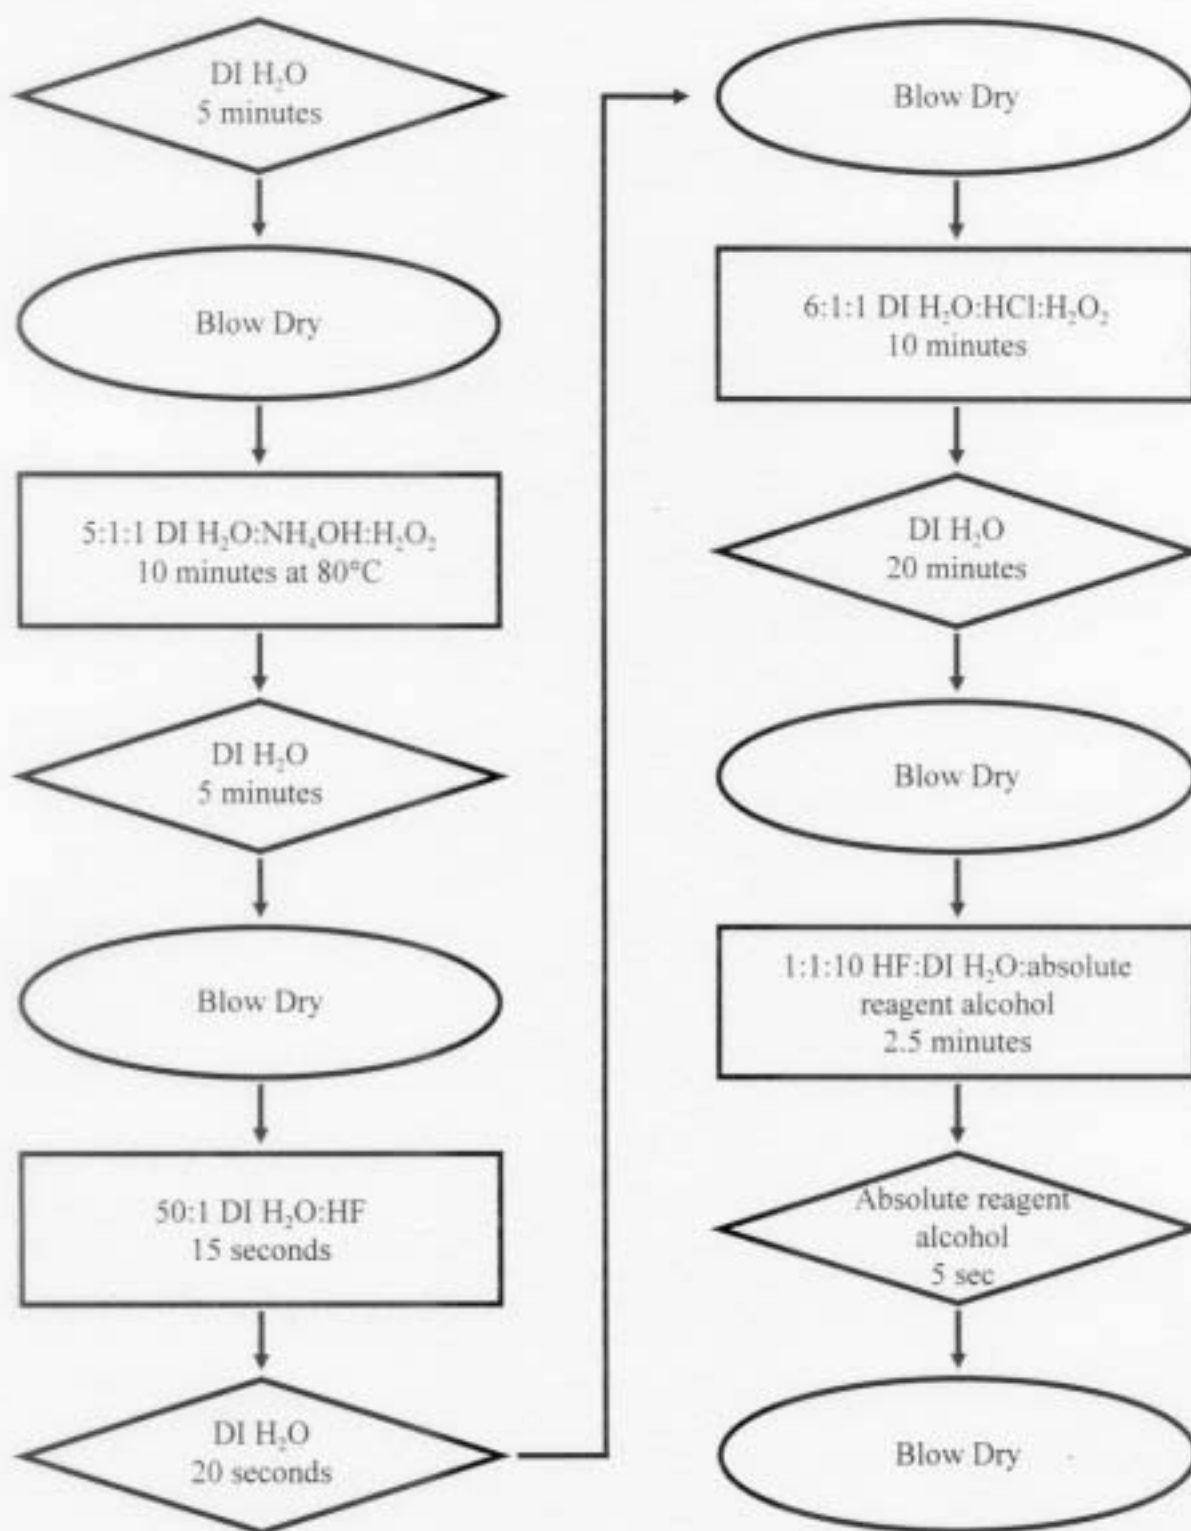 DI H₂O
5 minutes
Blow Dry
5:1:1 DI H₂O:NH₄OH:H₂O₂
10 minutes at 80°C
DI H₂O
5 minutes
Blow Dry
50:1 DI H₂O:HF
15 seconds
DI H₂O
20 seconds
Blow Dry
6:1:1 DI H₂O:HCl:H₂O₂
10 minutes
DI H₂O
20 minutes
Blow Dry
1:1:10 HF:DI H₂O:absolute
reagent alcohol
2.5 minutes
Absolute reagent
alcohol
5 sec
Blow Dry